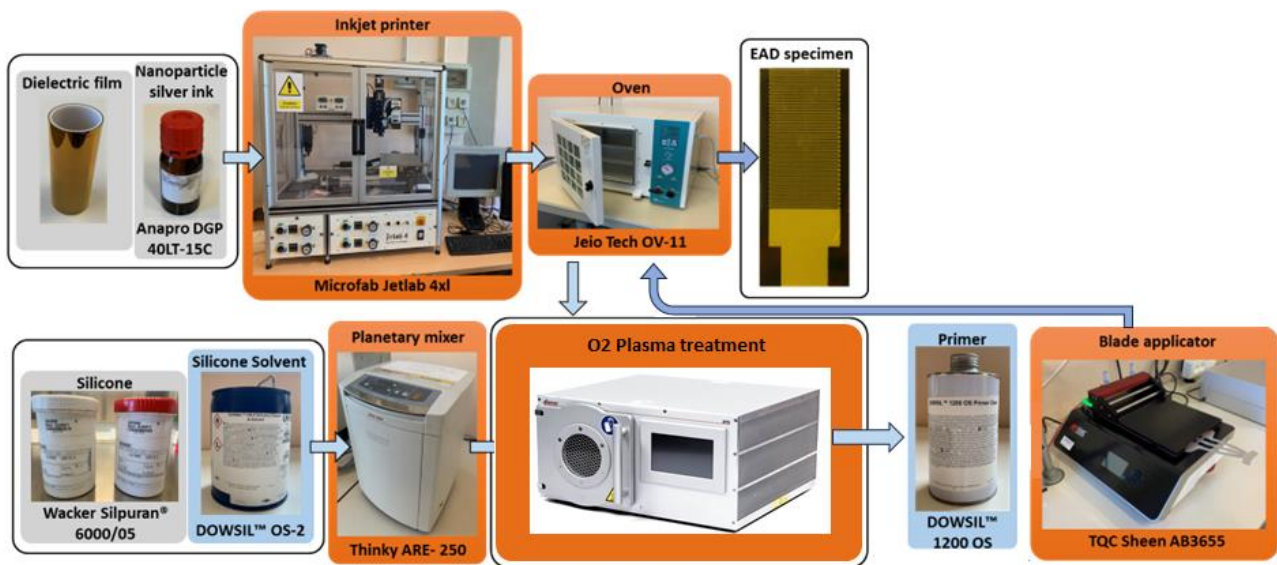 Inkjet printer
EAD specimen
Dielectric film
Nanoparticle
silver ink
Oven
Anapro DGP
40LT-15C
Jetlab 4
Microfab Jetlab 4xl
Jeio Tech OV-11
Silicone
Silicone Solvent
Planetary mixer
O2 Plasma treatment
Primer
Blade applicator
Wacker Silpuran®
6000/05
DOWSIL™ OS-2
Thinky ARE- 250
DOWSIL™
1200 OS
TQC Sheen AB3655